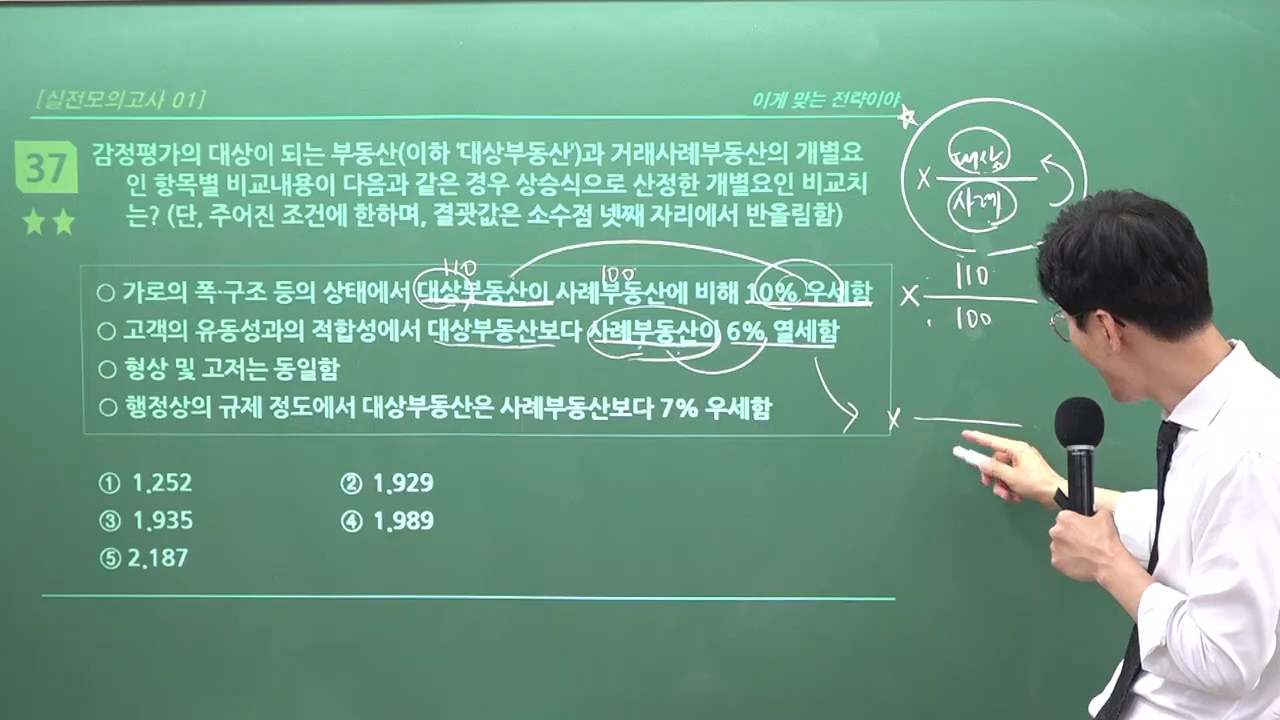 [실전모의고사 01]
이게 맞는 전략이야
37
감정평가의 대상이 되는 부동산(이하 '대상부동산')과 거래사례부동산의 개별요
인 항목별 비교내용이 다음과 같은 경우 상승식으로 산정한 개별요인 비교치
는? (단, 주어진 조건에 한하며, 결괏값은 소수점 넷째 자리에서 반올림함)
110 100
○ 가로의 폭·구조 등의 상태에서 대상부동산이 사례부동산에 비해 10% 우세함
○ 고객의 유동성과의 적합성에서 대상부동산보다 사례부동산이 6% 열세함
○ 형상 및 고저는 동일함
○ 행정상의 규제 정도에서 대상부동산은 사례부동산보다 7% 우세함
① 1.252 ② 1.929
③ 1.935 ④ 1.989
⑤ 2.187
대상
×
사례
110
×
100
×